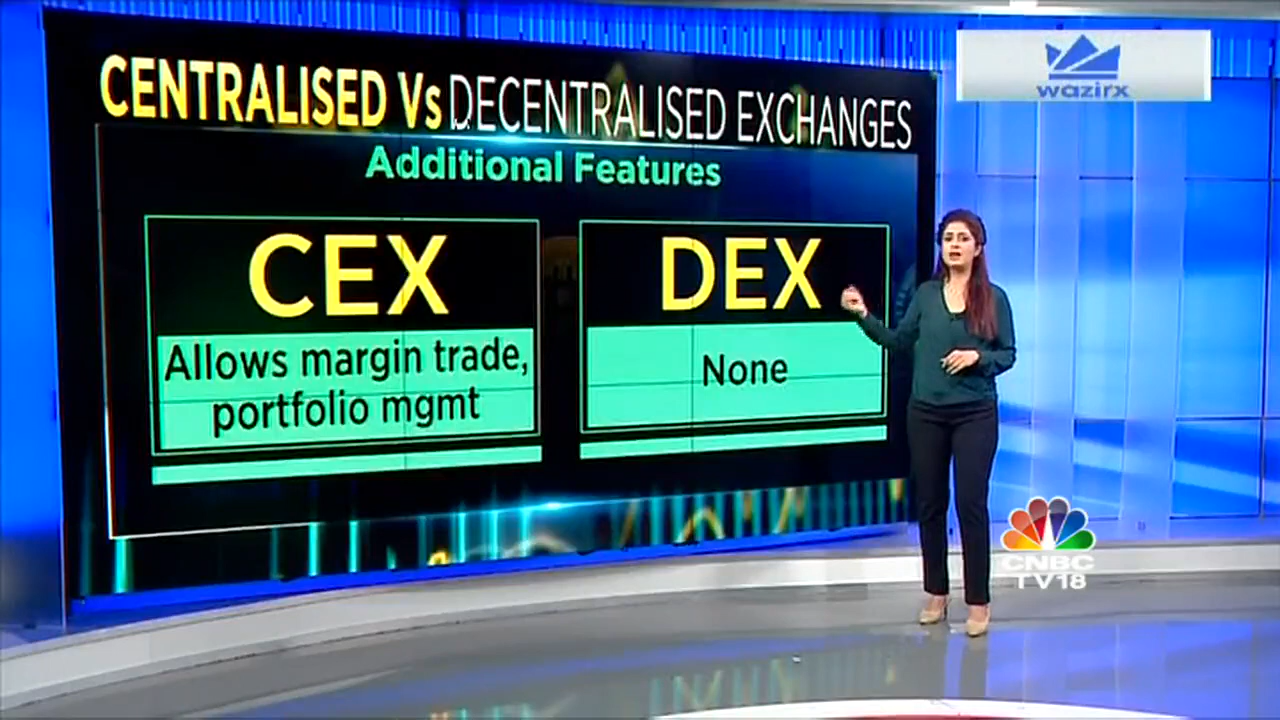 CENTRALISED Vs DECENTRALISED EXCHANGES
Additional Features
CEX
Allows margin trade,
portfolio mgmt
DEX
None
wazirx
CNBC
TV18